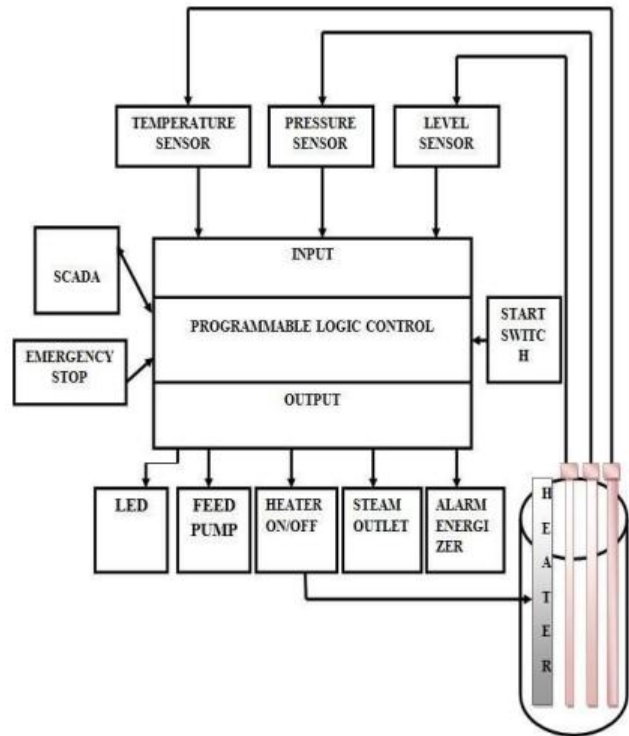 TEMPERATURE
SENSOR
PRESSURE
SENSOR
LEVEL
SENSOR
INPUT
SCADA
PROGRAMMABLE LOGIC CONTROL
START
SWITC
H
EMERGENCY
STOP
OUTPUT
LED
FEED
PUMP
HEATER
ON/OFF
STEAM
OUTLET
ALARM
ENERGI
ZER
H
E
A
T
E
R